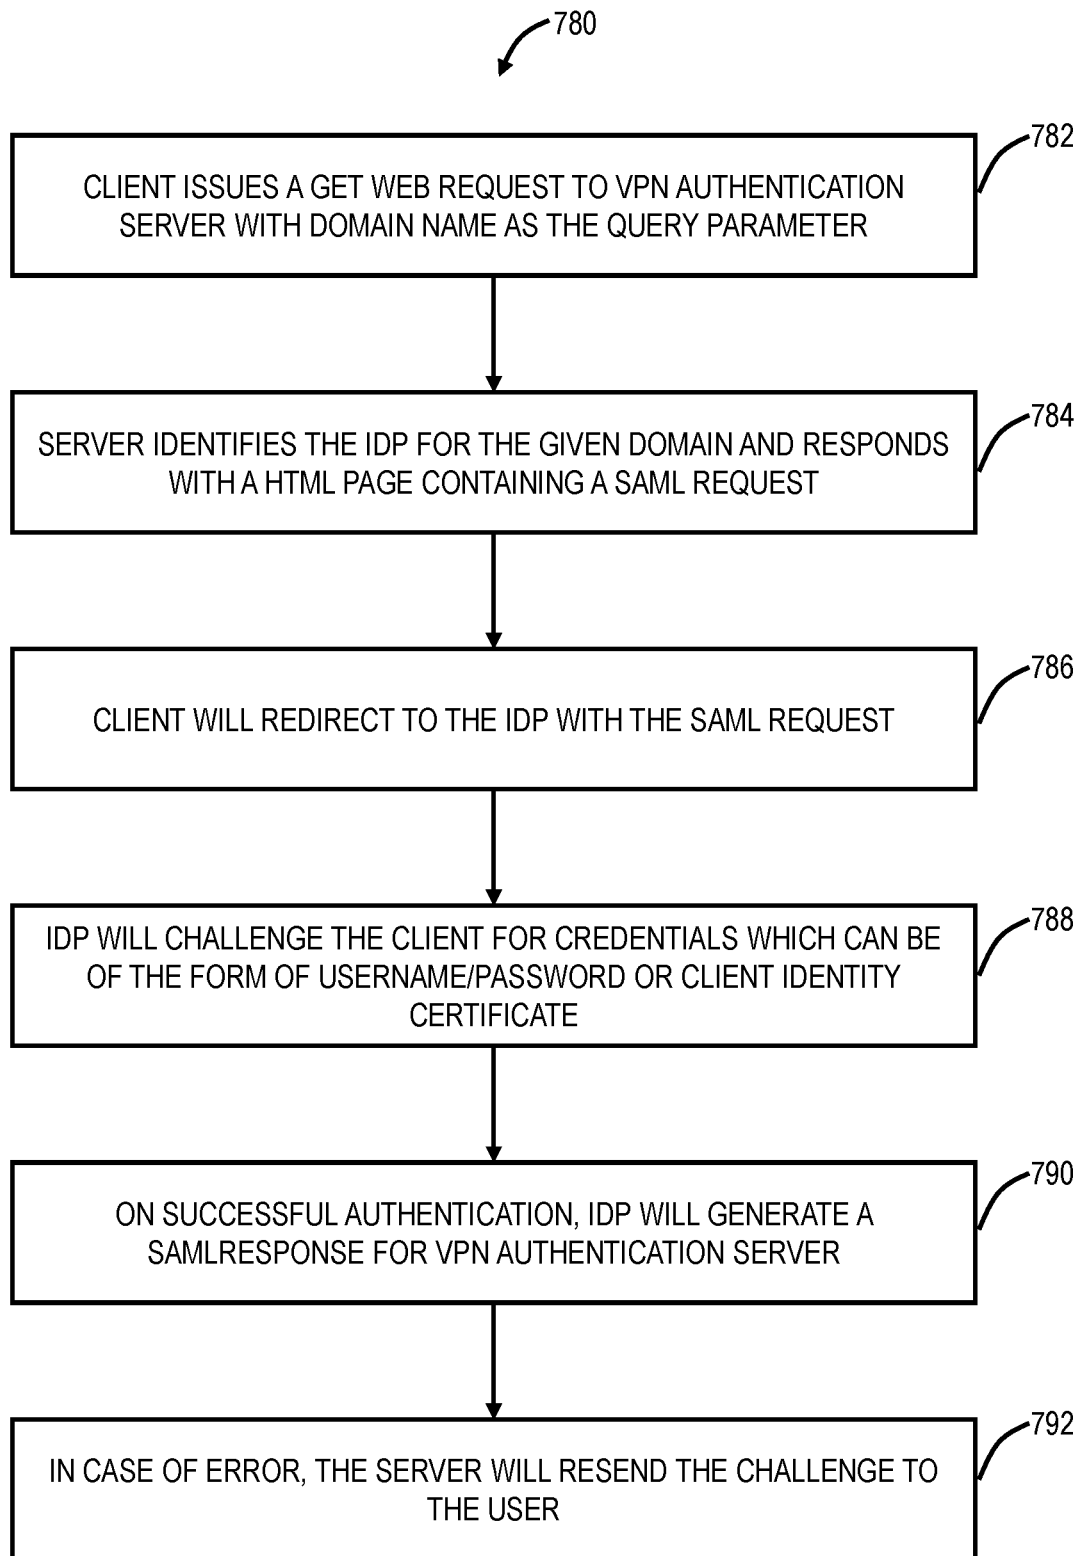 780
782
CLIENT ISSUES A GET WEB REQUEST TO VPN AUTHENTICATION
SERVER WITH DOMAIN NAME AS THE QUERY PARAMETER
784
SERVER IDENTIFIES THE IDP FOR THE GIVEN DOMAIN AND RESPONDS
WITH A HTML PAGE CONTAINING A SAML REQUEST
786
CLIENT WILL REDIRECT TO THE IDP WITH THE SAML REQUEST
788
IDP WILL CHALLENGE THE CLIENT FOR CREDENTIALS WHICH CAN BE
OF THE FORM OF USERNAME/PASSWORD OR CLIENT IDENTITY
CERTIFICATE
790
ON SUCCESSFUL AUTHENTICATION, IDP WILL GENERATE A
SAMLRESPONSE FOR VPN AUTHENTICATION SERVER
792
IN CASE OF ERROR, THE SERVER WILL RESEND THE CHALLENGE TO
THE USER